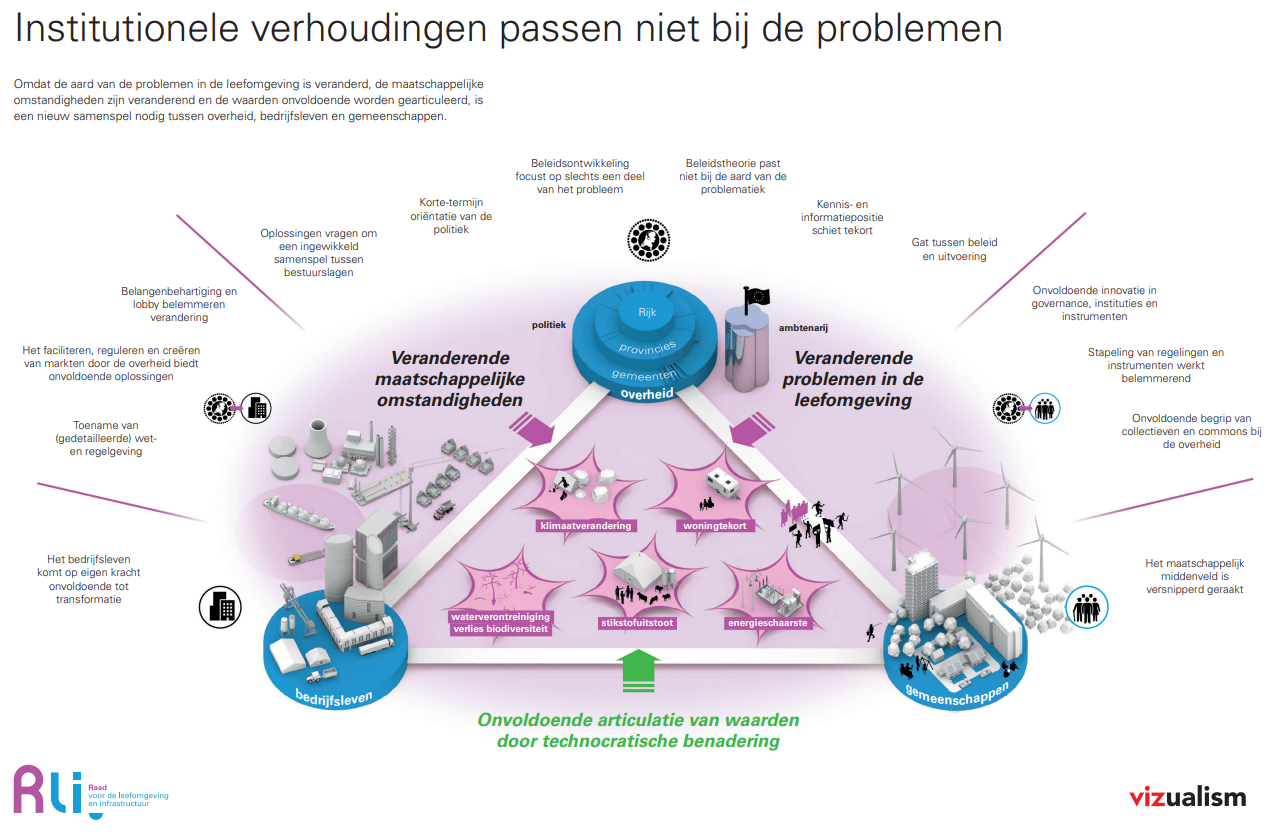 Institutionele verhoudingen passen niet bij de problemen
Omdat de aard van de problemen in de leefomgeving is veranderd, de maatschappelijke
omstandigheden zijn veranderend en de waarden onvoldoende worden gearticuleerd, is
een nieuw samenspel nodig tussen overheid, bedrijfsleven en gemeenschappen.
Beleidsontwikkeling
focust op slechts een deel
van het probleem
Beleidstheorie past
niet bij de aard van de
problematiek
Korte-termijn
oriëntatie van de
politiek
Kennis- en
informatiepositie
schiet tekort
Oplossingen vragen om
een ingewikkeld
samenspel tussen
bestuurslagen
Gat tussen beleid
en uitvoering
Belangenbehartiging en
lobby belemmeren
verandering
Onvoldoende innovatie in
governance, instituties en
instrumenten
Het faciliteren, reguleren en creëren
van markten door de overheid biedt
onvoldoende oplossingen
Stapeling van regelingen en
instrumenten werkt
belemmerend
Toename van
(gedetailleerde) wet-
en regelgeving
Onvoldoende begrip van
collectieven en commons bij
de overheid
politiek
Rijk
provincies
gemeenten
overheid
ambtenarij
Veranderende
maatschappelijke
omstandigheden
Veranderende
problemen in de
leefomgeving
klimaatverandering
woningtekort
waterverontreiniging
verlies biodiversiteit
stikstofuitstoot
energieschaarste
Het bedrijfsleven
komt op eigen kracht
onvoldoende tot
transformatie
Het maatschappelijk
middenveld is
versnipperd geraakt
bedrijfsleven
gemeenschappen
Onvoldoende articulatie van waarden
door technocratische benadering
Rli
Raad
voor de leefomgeving
en infrastructuur
vizualism